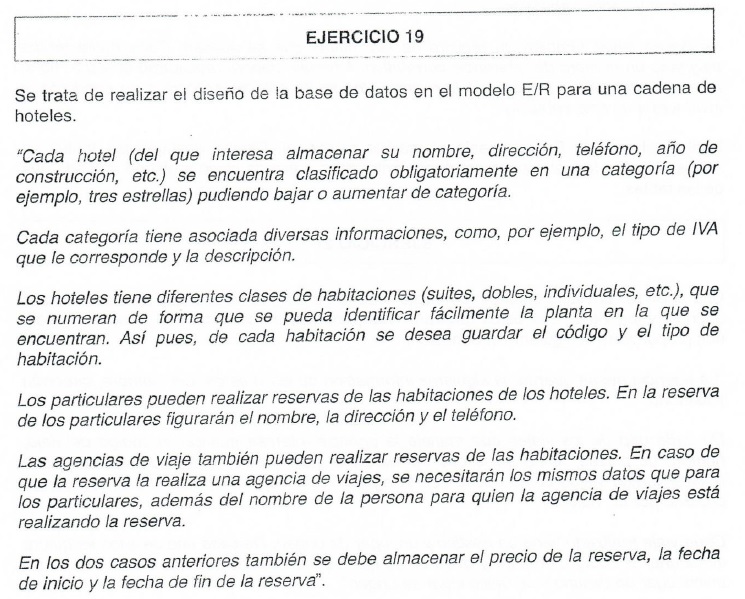 EJERCICIO 19
Se trata de realizar el diseño de la base de datos en el modelo E/R para una cadena de
hoteles.
"Cada hotel (del que interesa almacenar su nombre, dirección, teléfono, año de
construcción, etc.) se encuentra clasificado obligatoriamente en una categoría (por
ejemplo, tres estrellas) pudiendo bajar o aumentar de categoría.
Cada categoría tiene asociada diversas informaciones, como, por ejemplo, el tipo de IVA
que le corresponde y la descripción.
Los hoteles tiene diferentes clases de habitaciones (suites, dobles, individuales, etc.), que
se numeran de forma que se pueda identificar fácilmente la planta en la que se
encuentran. Así pues, de cada habitación se desea guardar el código y el tipo de
habitación.
Los particulares pueden realizar reservas de las habitaciones de los hoteles. En la reserva
de los particulares figurarán el nombre, la dirección y el teléfono.
Las agencias de viaje también pueden realizar reservas de las habitaciones. En caso de
que la reserva la realiza una agencia de viajes, se necesitarán los mismos datos que para
los particulares, además del nombre de la persona para quien la agencia de viajes está
realizando la reserva.
En los dos casos anteriores también se debe almacenar el precio de la reserva, la fecha
de inicio y la fecha de fin de la reserva".